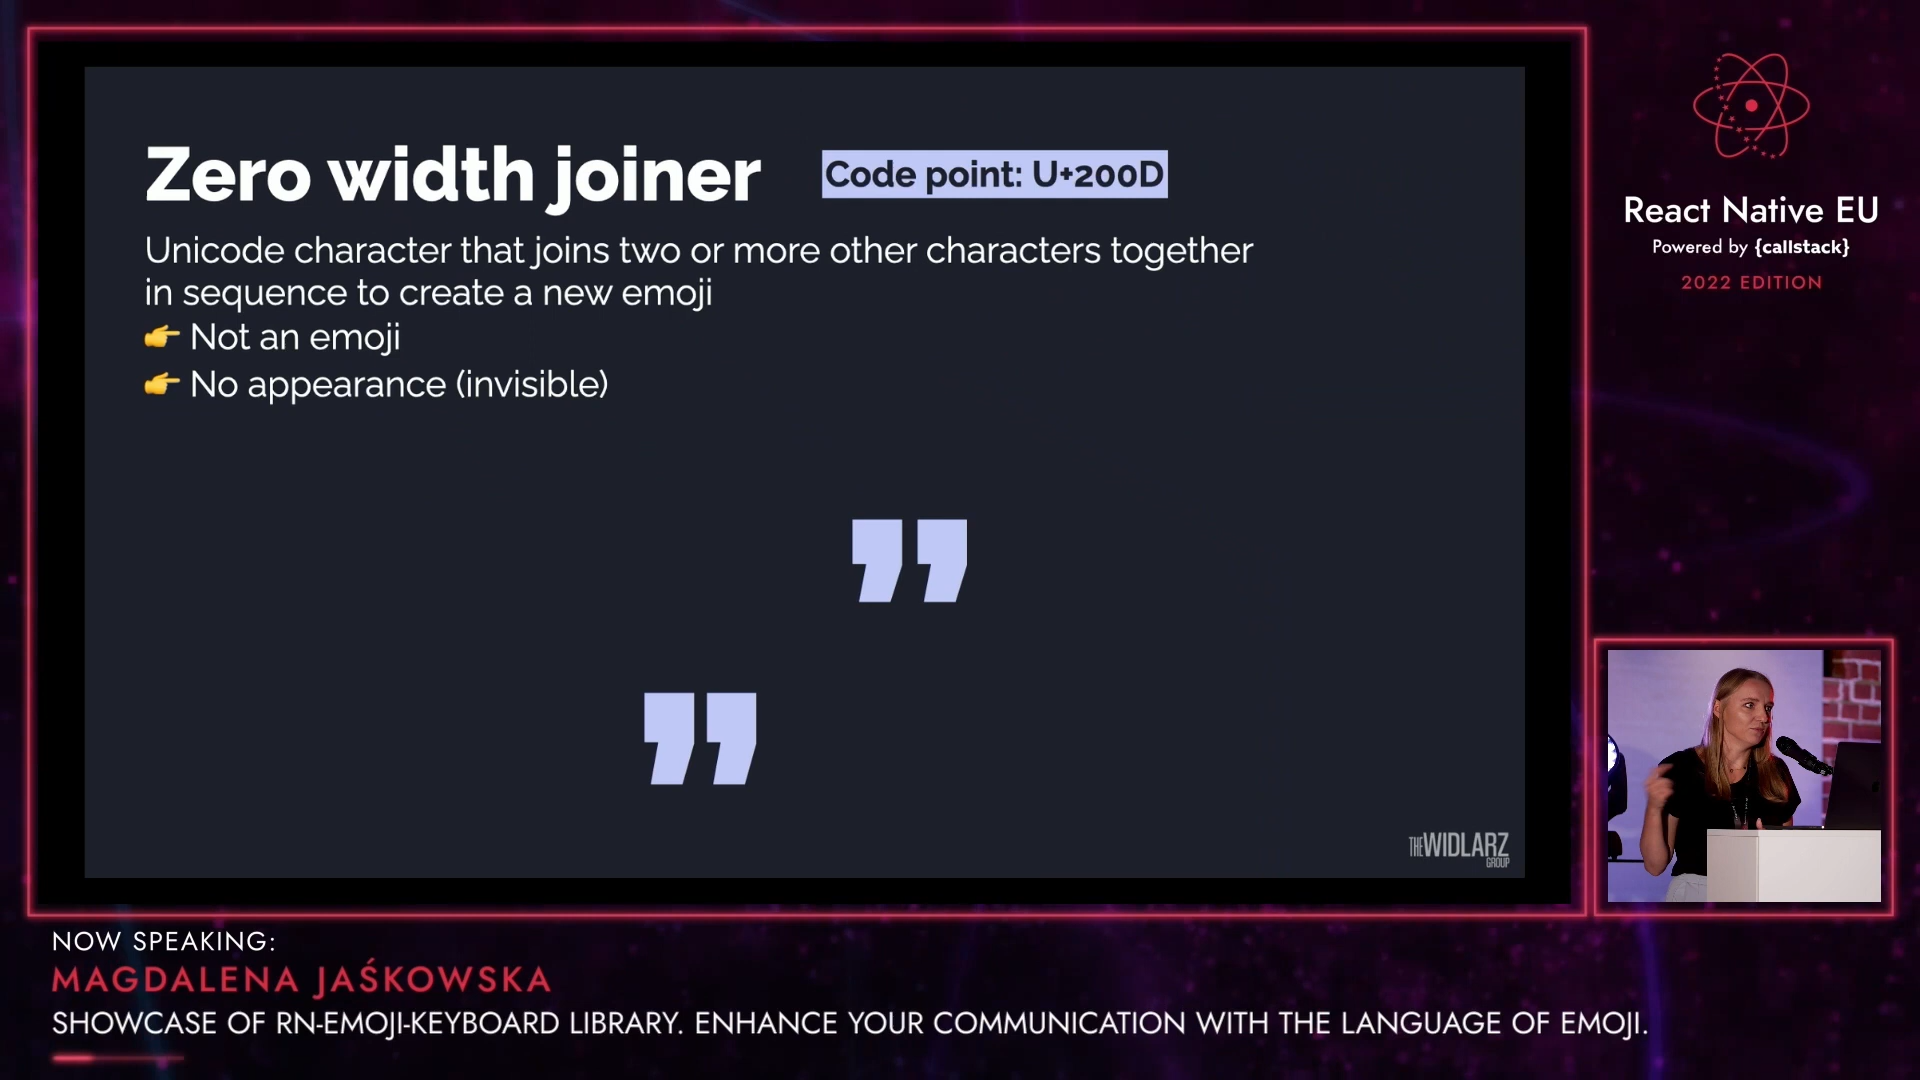 Zero width joiner
Code point: U+200D
Unicode character that joins two or more other characters together
in sequence to create a new emoji
👉 Not an emoji
👉 No appearance (invisible)
”
”
THE WIDLARZ
GROUP
React Native EU
Powered by {callstack}
2022 EDITION
NOW SPEAKING:
MAGDALENA JAŚKOWSKA
SHOWCASE OF RN-EMOJI-KEYBOARD LIBRARY. ENHANCE YOUR COMMUNICATION WITH THE LANGUAGE OF EMOJI.